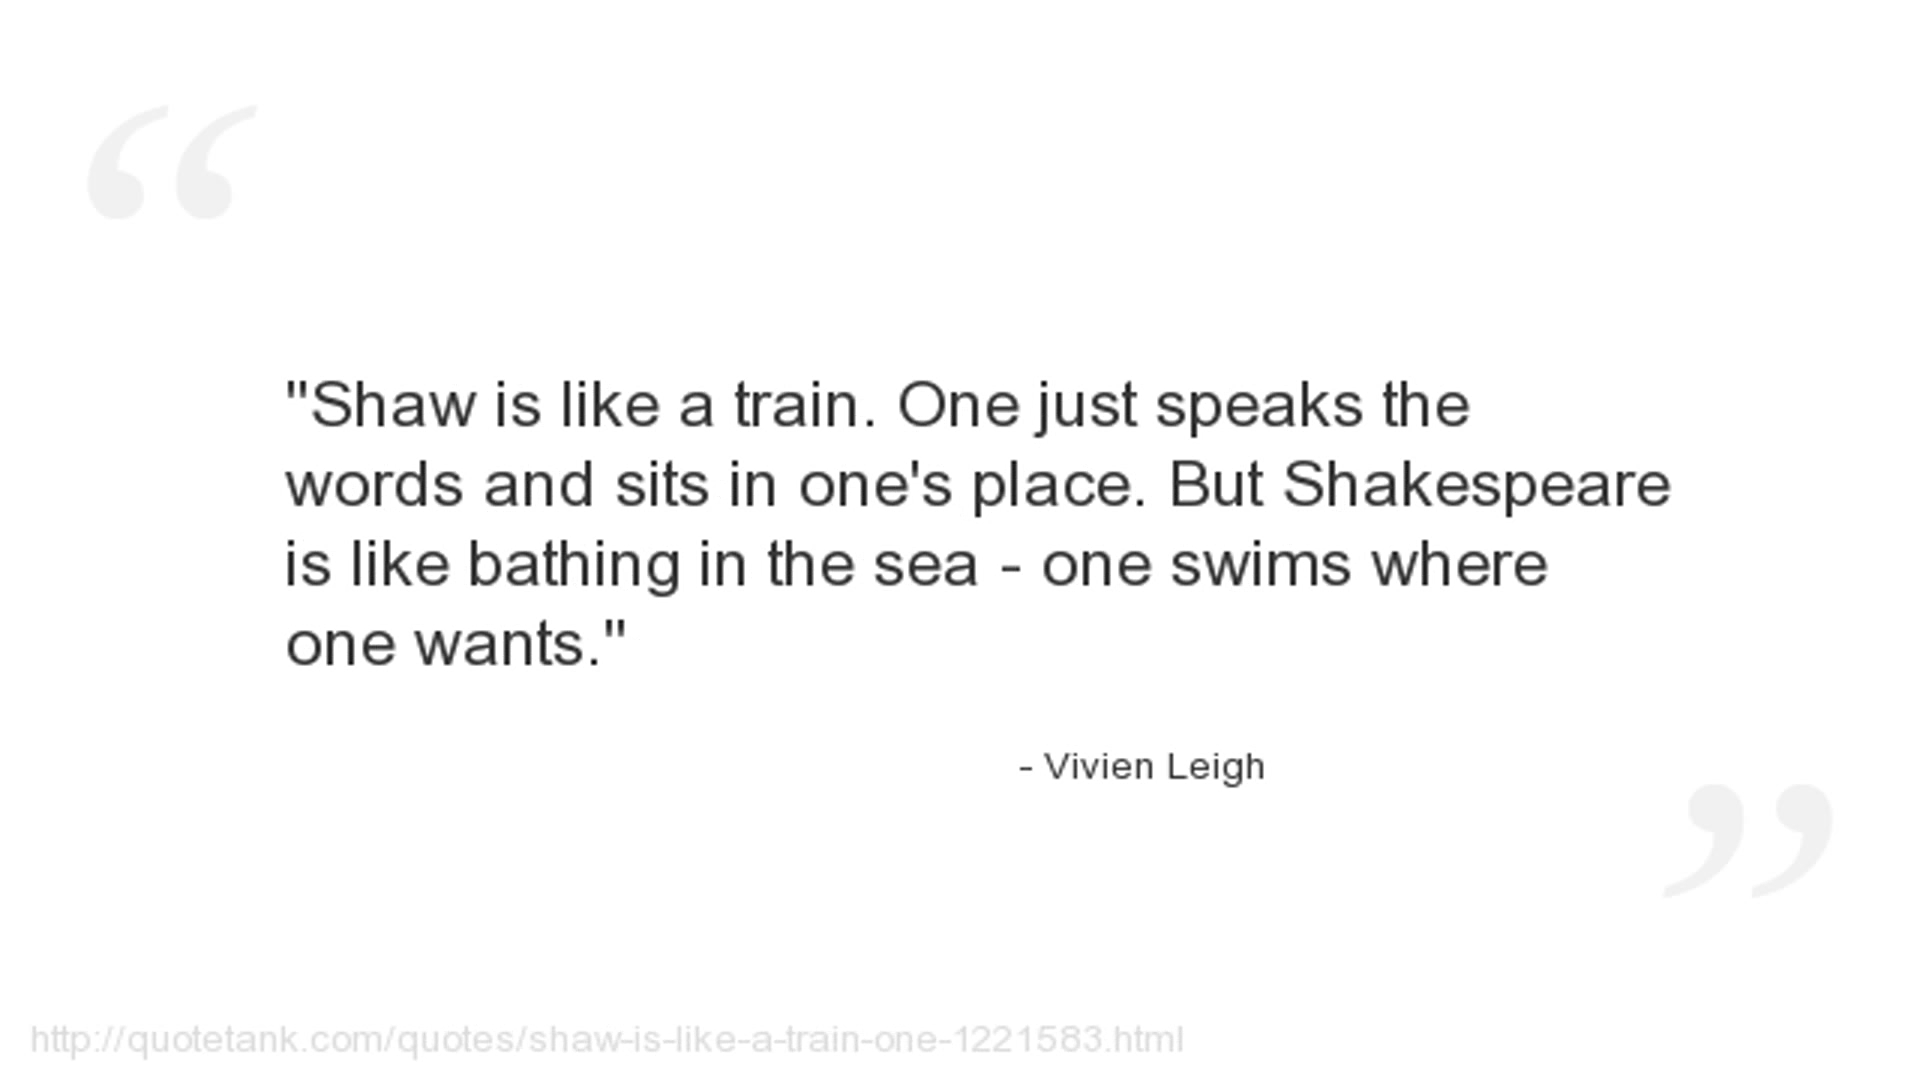 "Shaw is like a train. One just speaks the
words and sits in one's place. But Shakespeare
is like bathing in the sea - one swims where
one wants."
- Vivien Leigh
http://quotetank.com/quotes/shaw-is-like-a-train-one-1221583.html